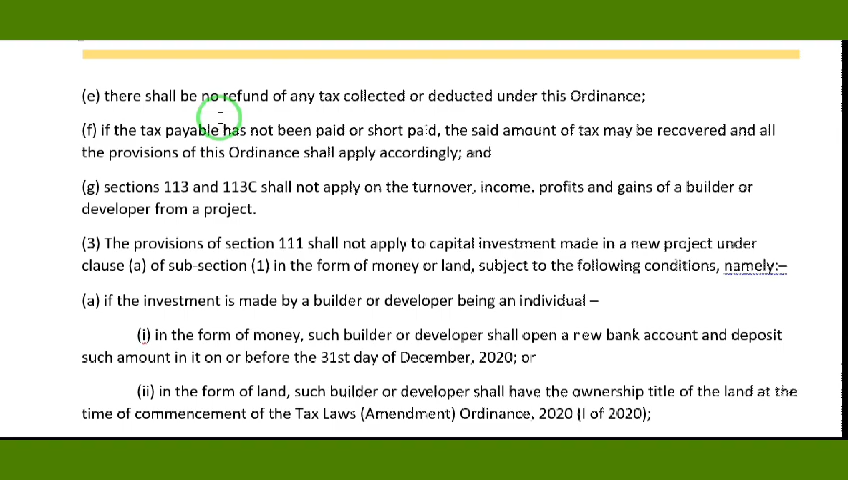 (e) there shall be no refund of any tax collected or deducted under this Ordinance;
(f) if the tax payable has not been paid or short paid, the said amount of tax may be recovered and all
the provisions of this Ordinance shall apply accordingly; and
(g) sections 113 and 113C shall not apply on the turnover, income, profits and gains of a builder or
developer from a project.
(3) The provisions of section 111 shall not apply to capital investment made in a new project under
clause (a) of sub-section (1) in the form of money or land, subject to the following conditions, namely:–
(a) if the investment is made by a builder or developer being an individual –
(i) in the form of money, such builder or developer shall open a new bank account and deposit
such amount in it on or before the 31st day of December, 2020; or
(ii) in the form of land, such builder or developer shall have the ownership title of the land at the
time of commencement of the Tax Laws (Amendment) Ordinance, 2020 (I of 2020);